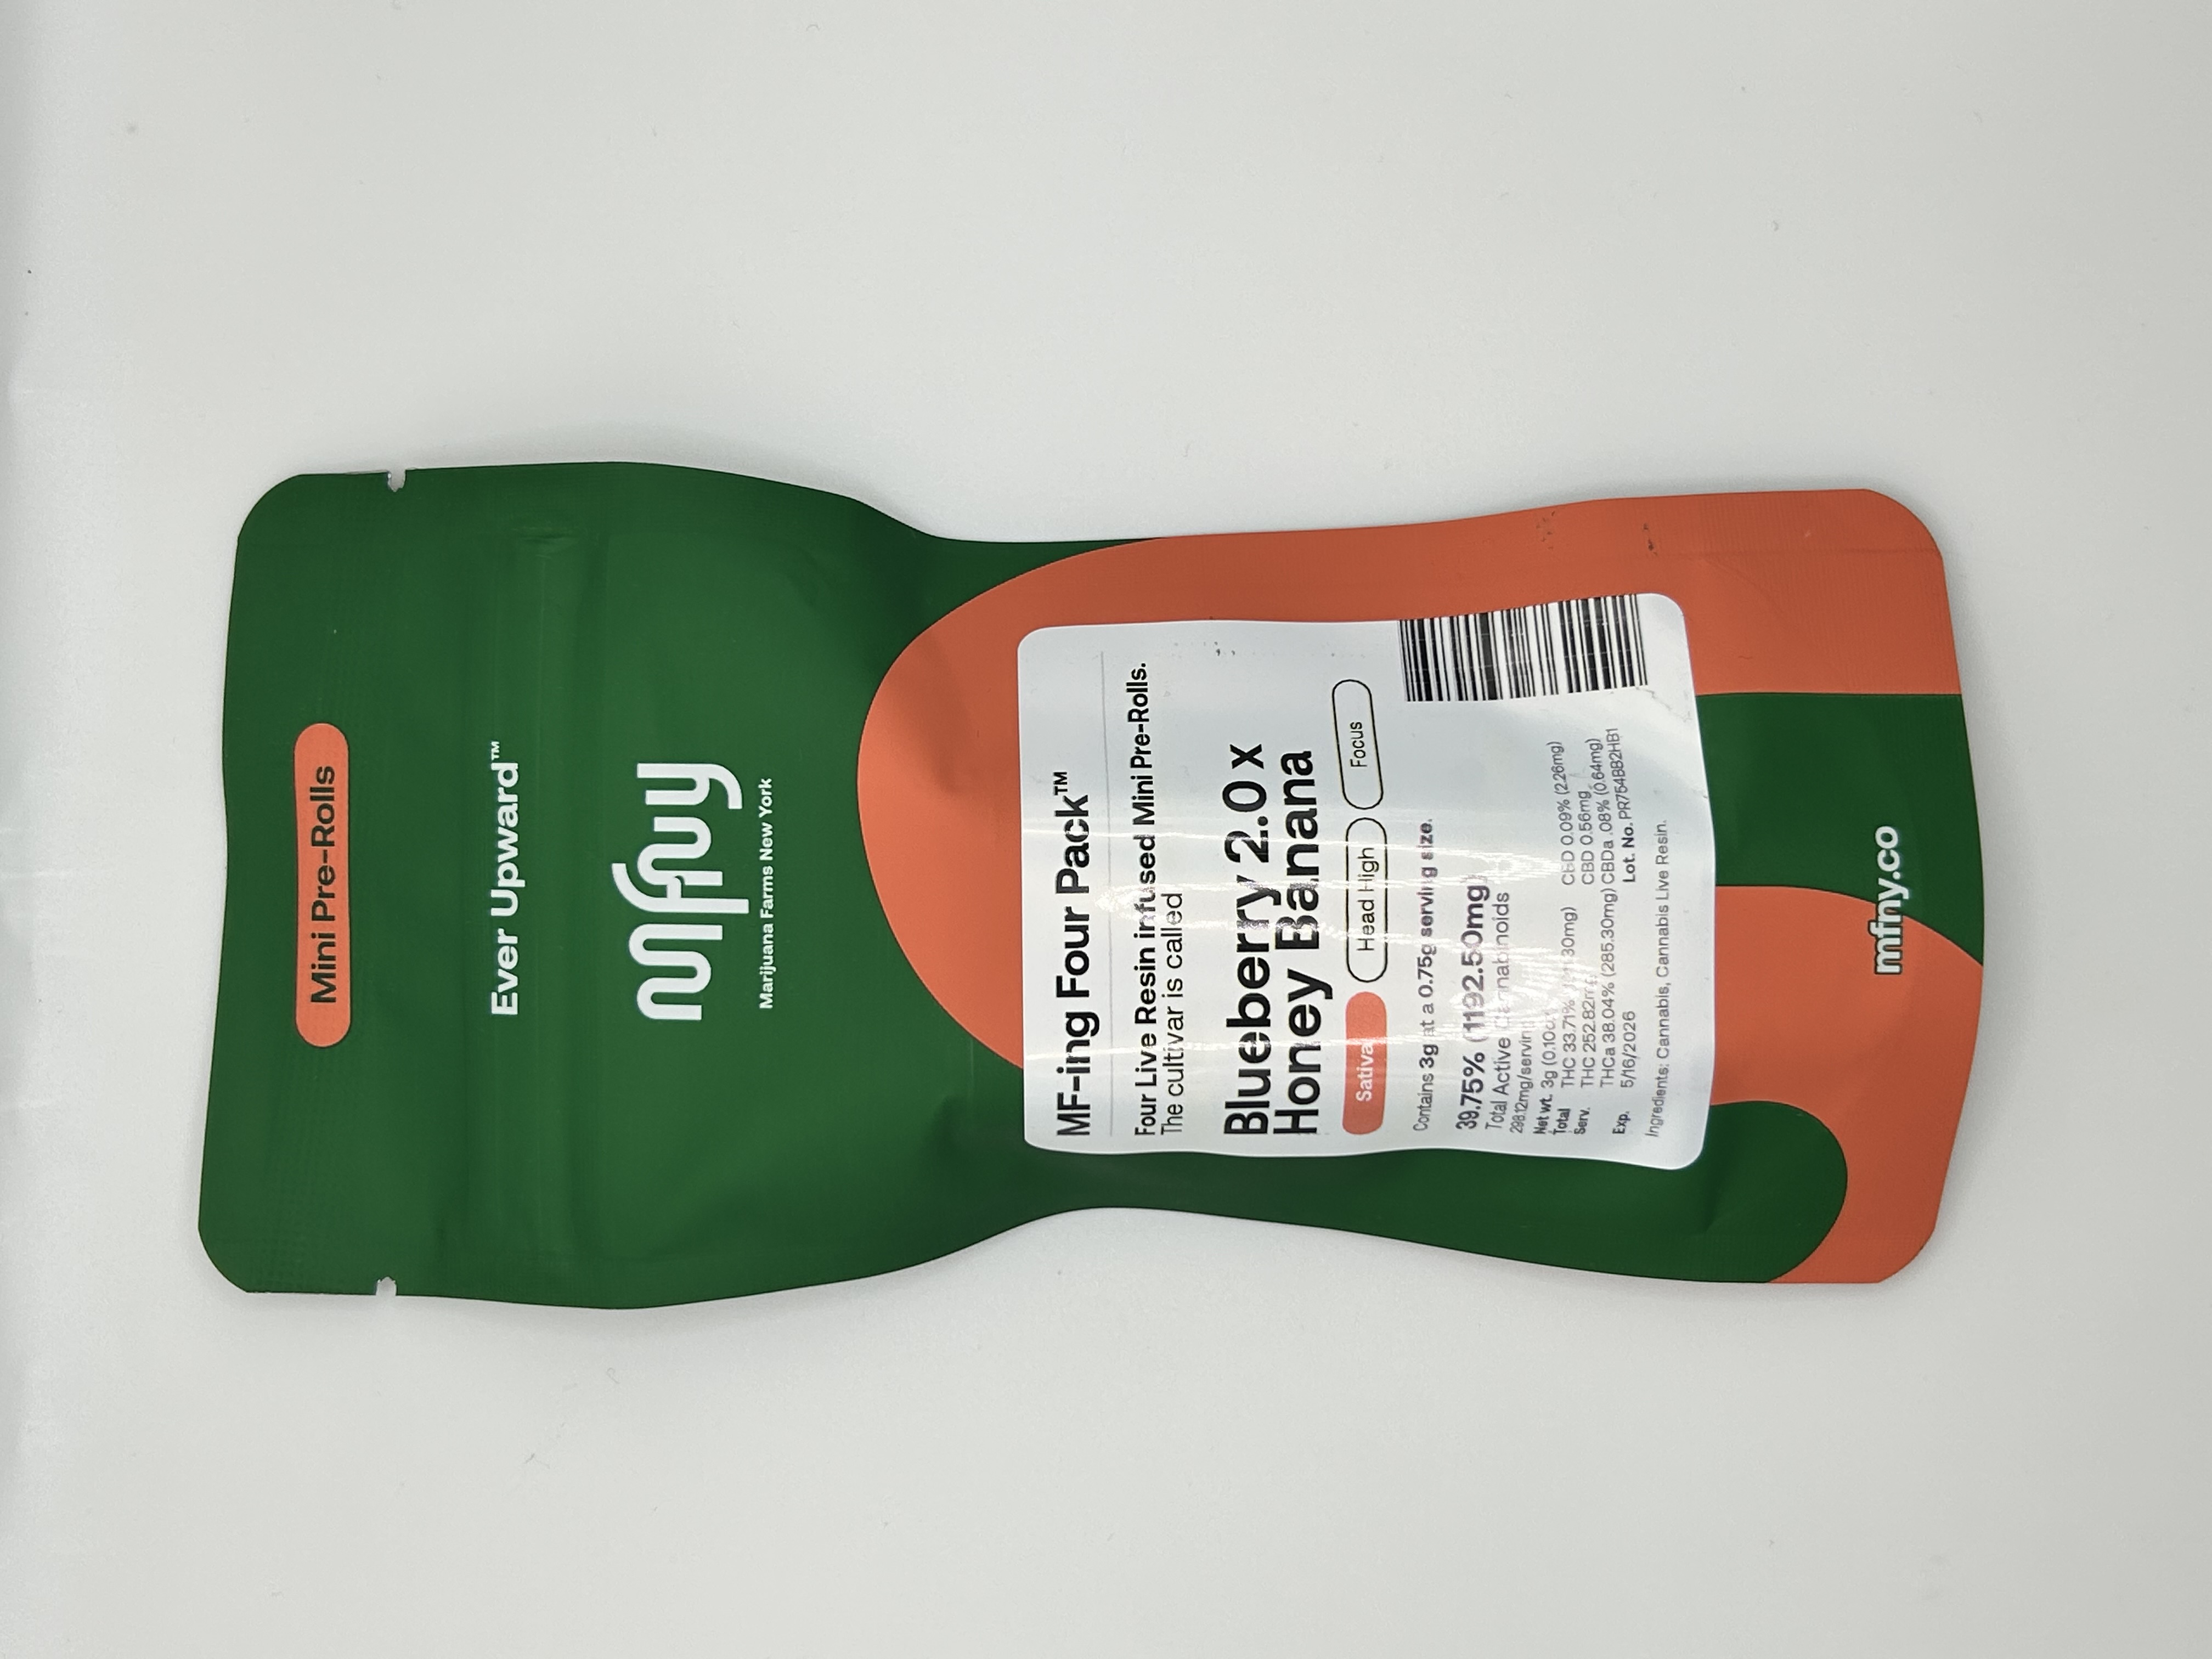 Mini Pre-Rolls
Ever Upward™
mfny
Marijuana Farms New York
MF-ing Four Pack™
Four Live Resin infused Mini Pre-Rolls.
The cultivar is called
Blueberry 2.0 x
Honey Banana
Sativa Head High Focus
Contains 3g at a 0.75g serving size.
39.75% (1192.50mg)
Total Active Cannabinoids
298.12mg/serving
Net wt. 3g
Total THC 33.71% CBD 0.09% (2.26mg)
Serv. THC 252.82mg CBD 0.56mg
THCa 38.04% (285.30mg) CBDa .08% (0.64mg)
Exp. 5/16/2026 Lot. No. PR754BB2HB1
Ingredients: Cannabis, Cannabis Live Resin.
mfny.co